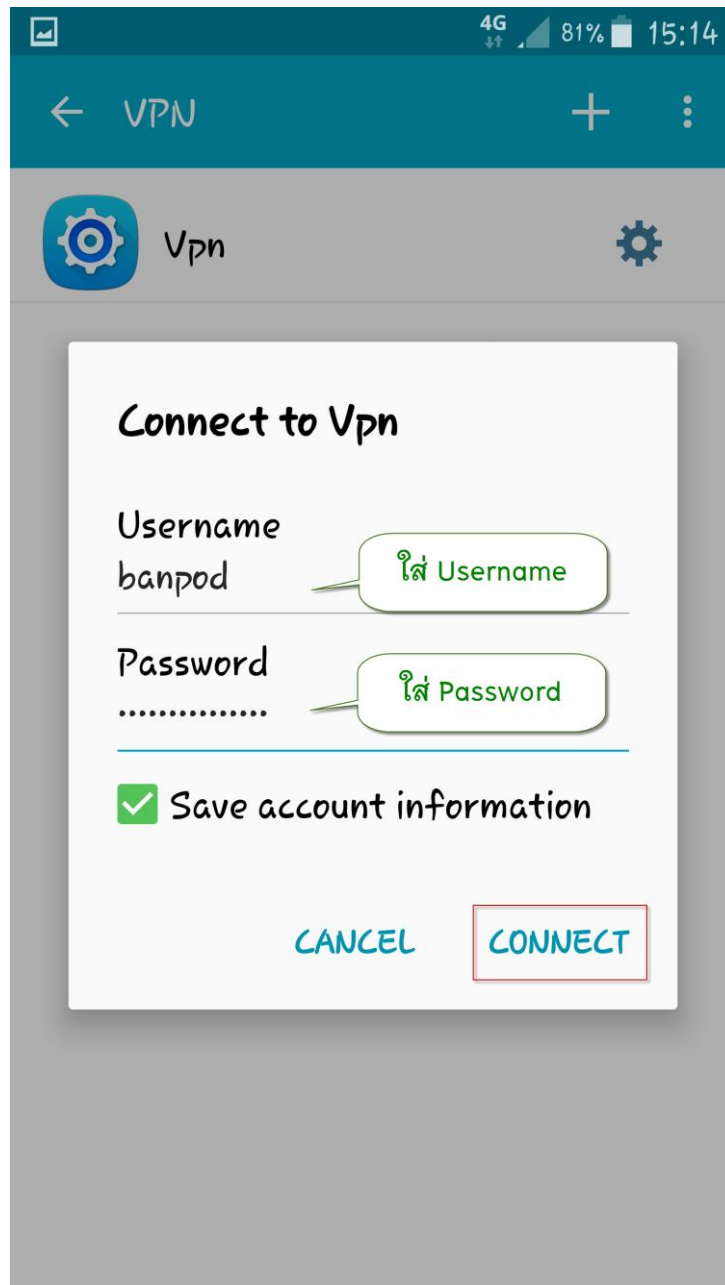 4G 81% 15:14
VPN
Vpn
Connect to Vpn
Username
banpod
ใส่ Username
Password
ใส่ Password
•••••••••••••••
Save account information
CANCEL CONNECT